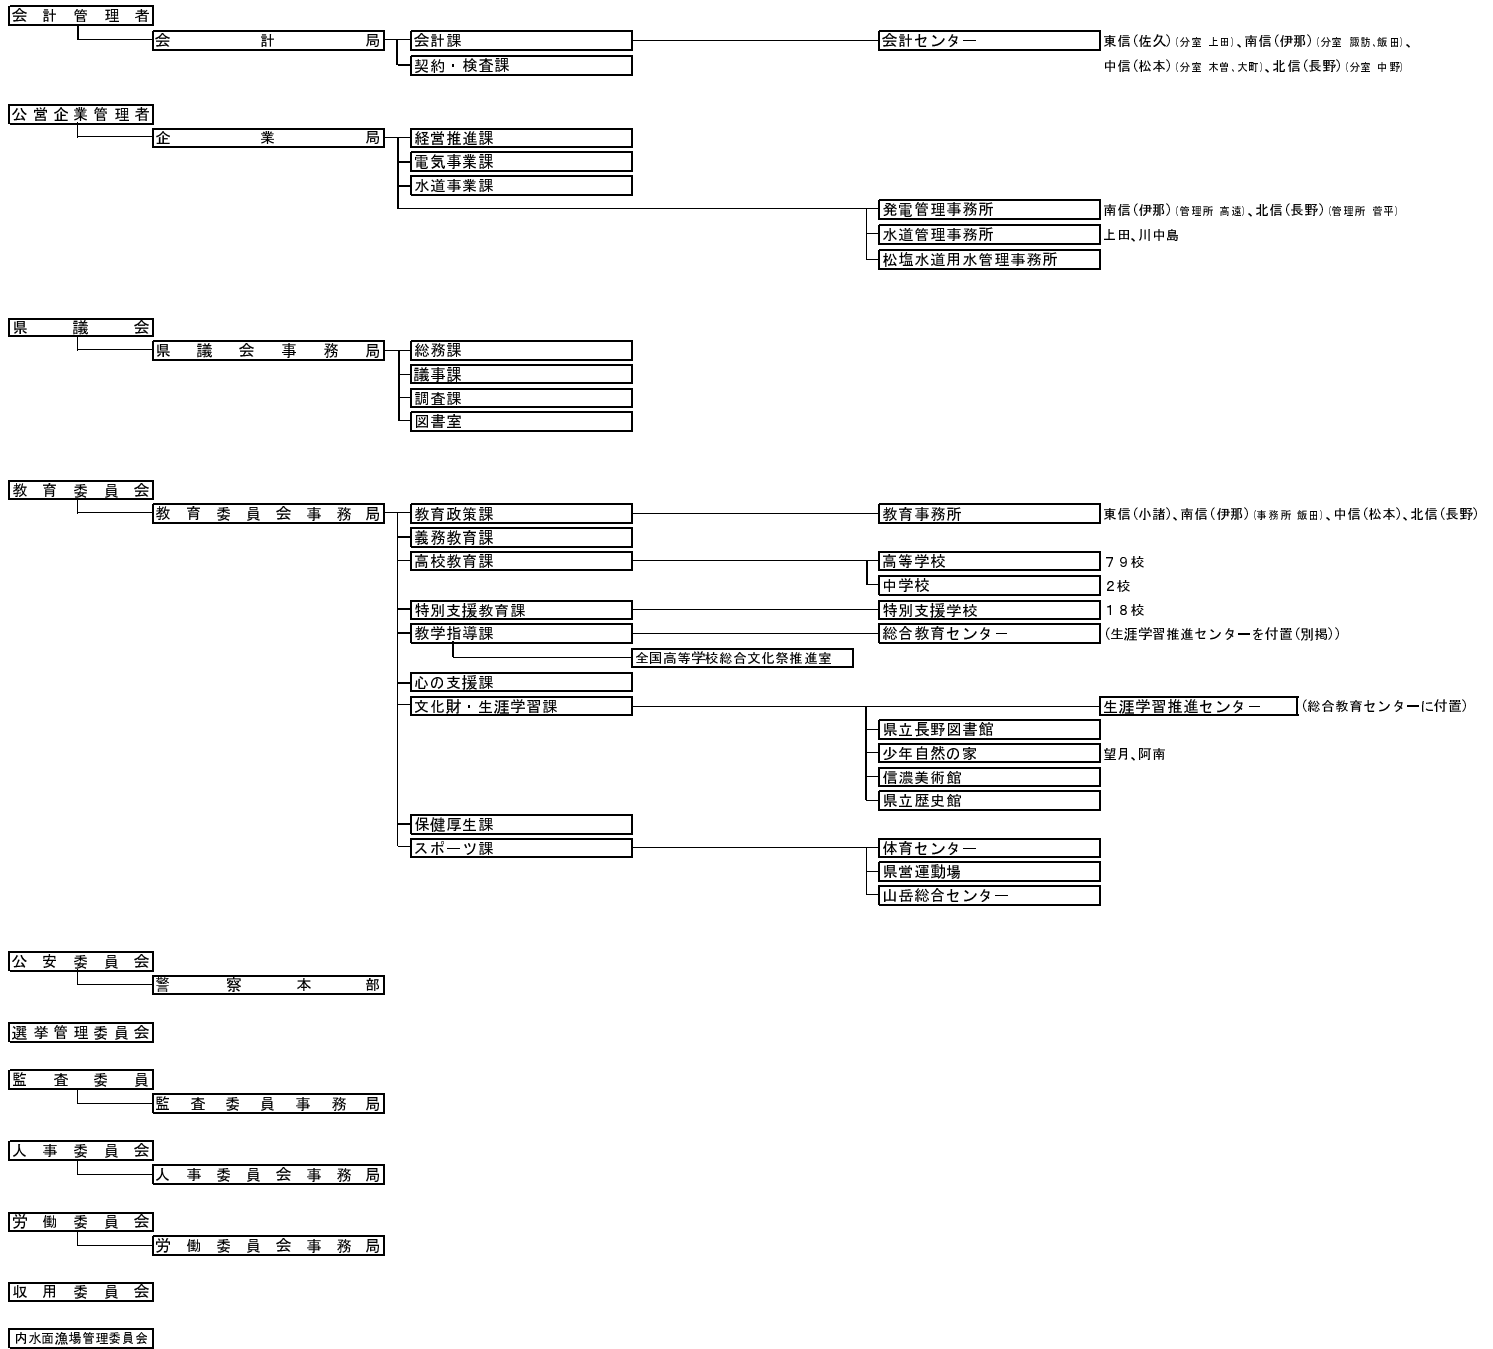 会計管理者
会計局 会計課 会計センター 東信(佐久)(分室 上田)、南信(伊那)(分室 諏訪、飯田)、
契約・検査課 中信(松本)(分室 木曽、大町)、北信(長野)(分室 中野)
公営企業管理者
企業局 経営推進課
電気事業課
水道事業課
発電管理事務所 南信(伊那)(管理所 高遠)、北信(長野)(管理所 菅平)
水道管理事務所 上田、川中島
松塩水道用水管理事務所
県議会
県議会事務局 総務課
議事課
調査課
図書室
教育委員会
教育委員会事務局 教育政策課 教育事務所 東信(小諸)、南信(伊那)(事務所 飯田)、中信(松本)、北信(長野)
義務教育課
高校教育課 高等学校 79校
中学校 2校
特別支援教育課 特別支援学校 18校
教学指導課 総合教育センター (生涯学習推進センターを付置(別掲))
全国高等学校総合文化祭推進室
心の支援課
文化財・生涯学習課 生涯学習推進センター (総合教育センターに付置)
県立長野図書館
少年自然の家 望月、阿南
信濃美術館
県立歴史館
保健厚生課
スポーツ課 体育センター
県営運動場
山岳総合センター
公安委員会
警察本部
選挙管理委員会
監査委員
監査委員事務局
人事委員会
人事委員会事務局
労働委員会
労働委員会事務局
収用委員会
内水面漁場管理委員会